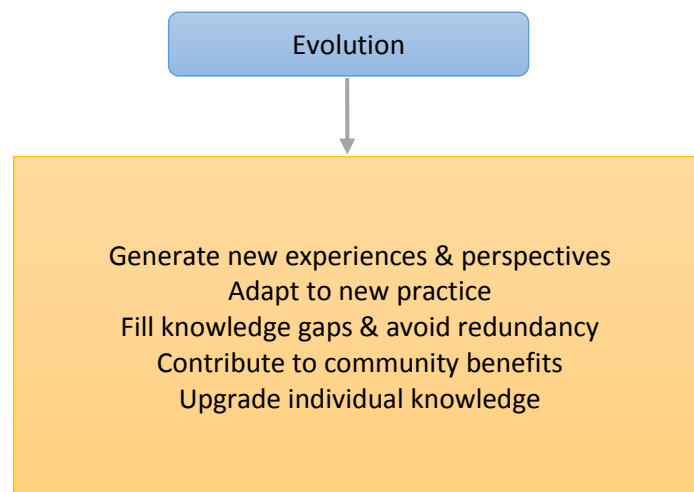 Evolution
Generate new experiences & perspectives
Adapt to new practice
Fill knowledge gaps & avoid redundancy
Contribute to community benefits
Upgrade individual knowledge